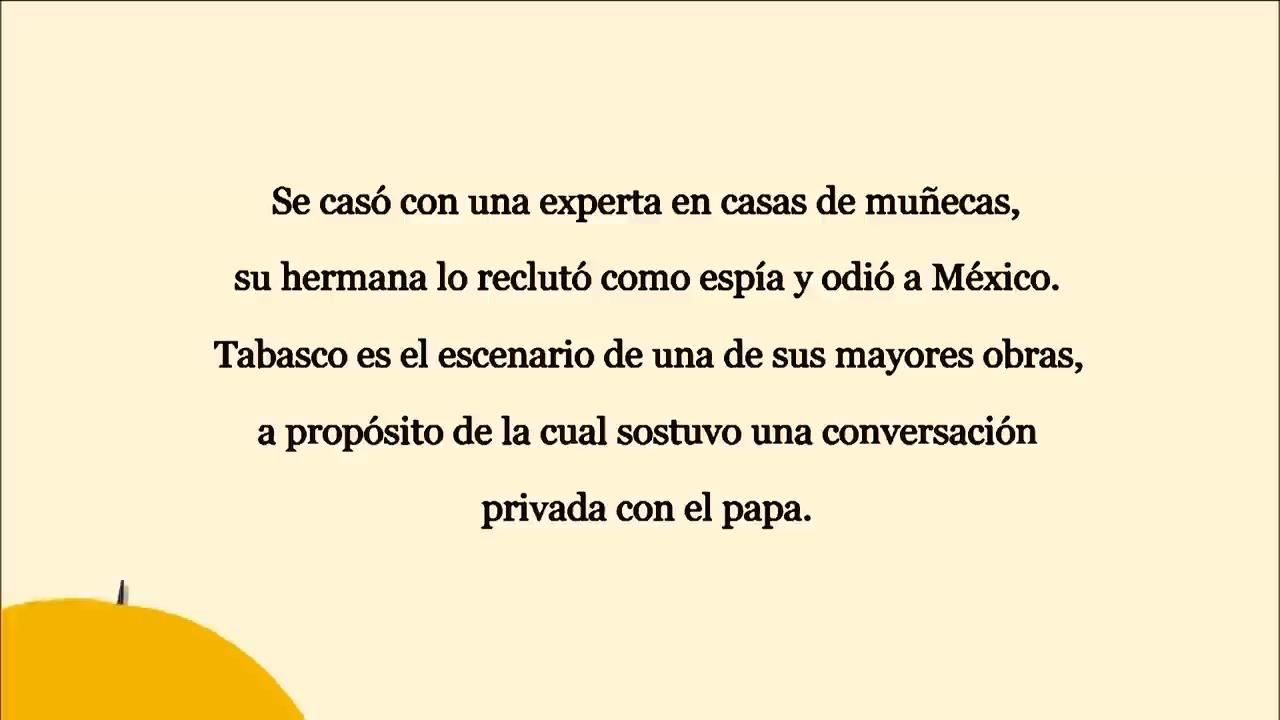 Se casó con una experta en casas de muñecas,
su hermana lo reclutó como espía y odió a México.
Tabasco es el escenario de una de sus mayores obras,
a propósito de la cual sostuvo una conversación
privada con el papa.